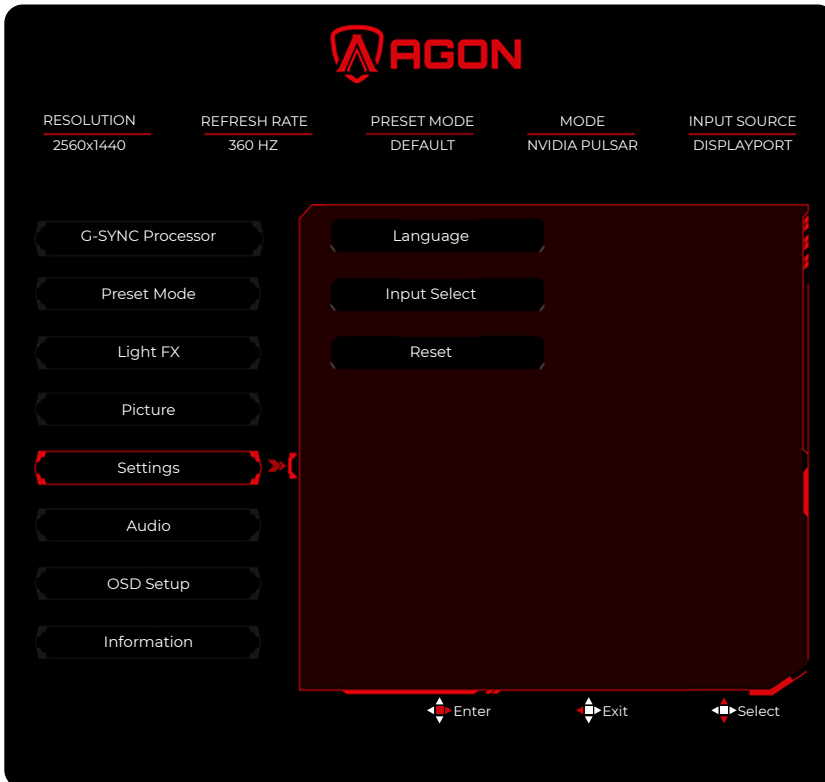 AGON
RESOLUTION
2560x1440
REFRESH RATE
360 HZ
PRESET MODE
DEFAULT
MODE
NVIDIA PULSAR
INPUT SOURCE
DISPLAYPORT
G-SYNC Processor
Preset Mode
Light FX
Picture
Settings
Audio
OSD Setup
Information
Language
Input Select
Reset
Enter
Exit
Select